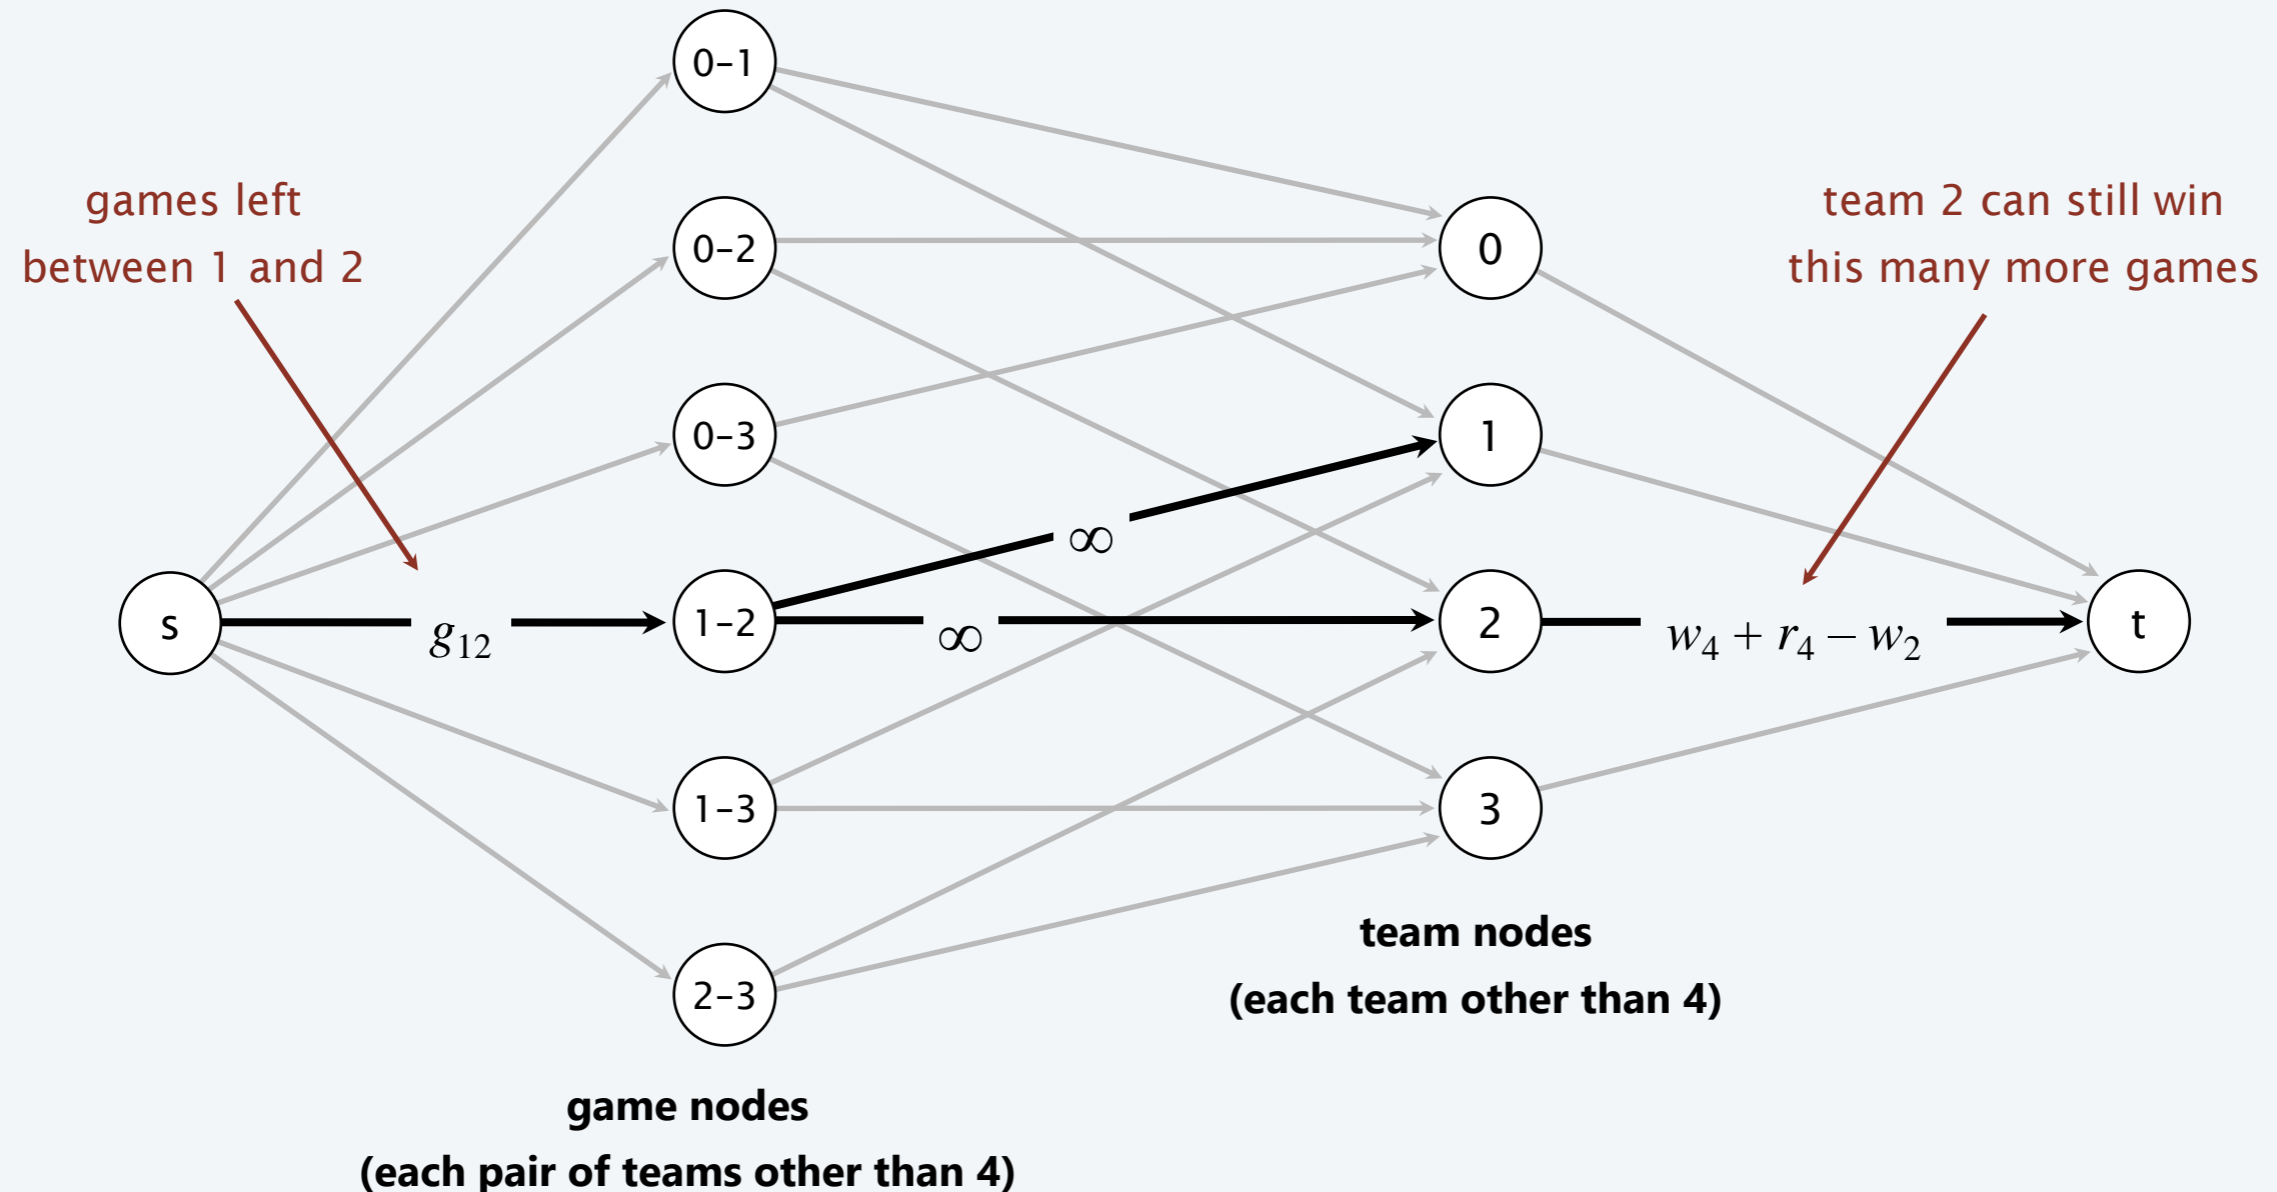 0–1
games left
between 1 and 2
team 2 can still win
this many more games
0–2
0
0–3
1
∞
s
g₁₂
1–2
∞
2
w₄ + r₄ – w₂
t
1–3
3
2–3
team nodes
(each team other than 4)
game nodes
(each pair of teams other than 4)